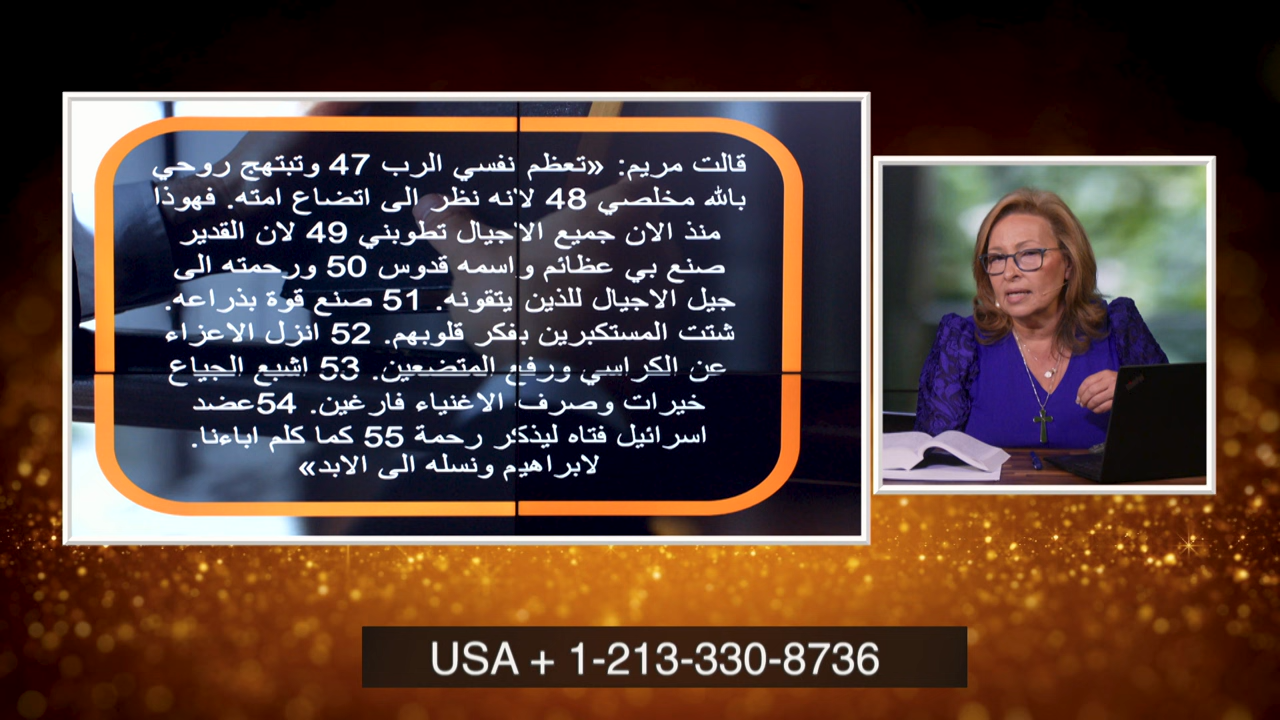 قالت مريم: «تعظم نفسي الرب 47 وتبتهج روحي
بالله مخلصي 48 لانه نظر الى اتضاع امته. فهوذا
منذ الان جميع الاجيال تطوبني 49 لان القدير
صنع بي عظائم واسمه قدوس 50 ورحمته الى
جيل الاجيال للذين يتقونه. 51 صنع قوة بذراعه.
شتت المستكبرين بفكر قلوبهم. 52 انزل الاعزاء
عن الكراسي ورفع المتضعين. 53 اشبع الجياع
خيرات وصرف الاغنياء فارغين. 54عضد
اسرائيل فتاه ليذكر رحمة 55 كما كلم اباءنا.
لابراهيم ونسله الى الابد»
USA + 1-213-330-8736